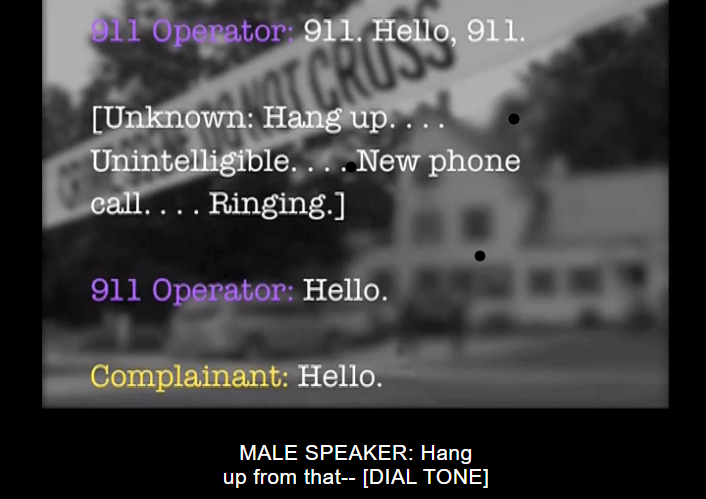 911 Operator: 911. Hello, 911.
NOT CROSS
[Unknown: Hang up. . . .
Unintelligible. . . . New phone
call. . . . Ringing.]
911 Operator: Hello.
Complainant: Hello.
MALE SPEAKER: Hang
up from that-- [DIAL TONE]